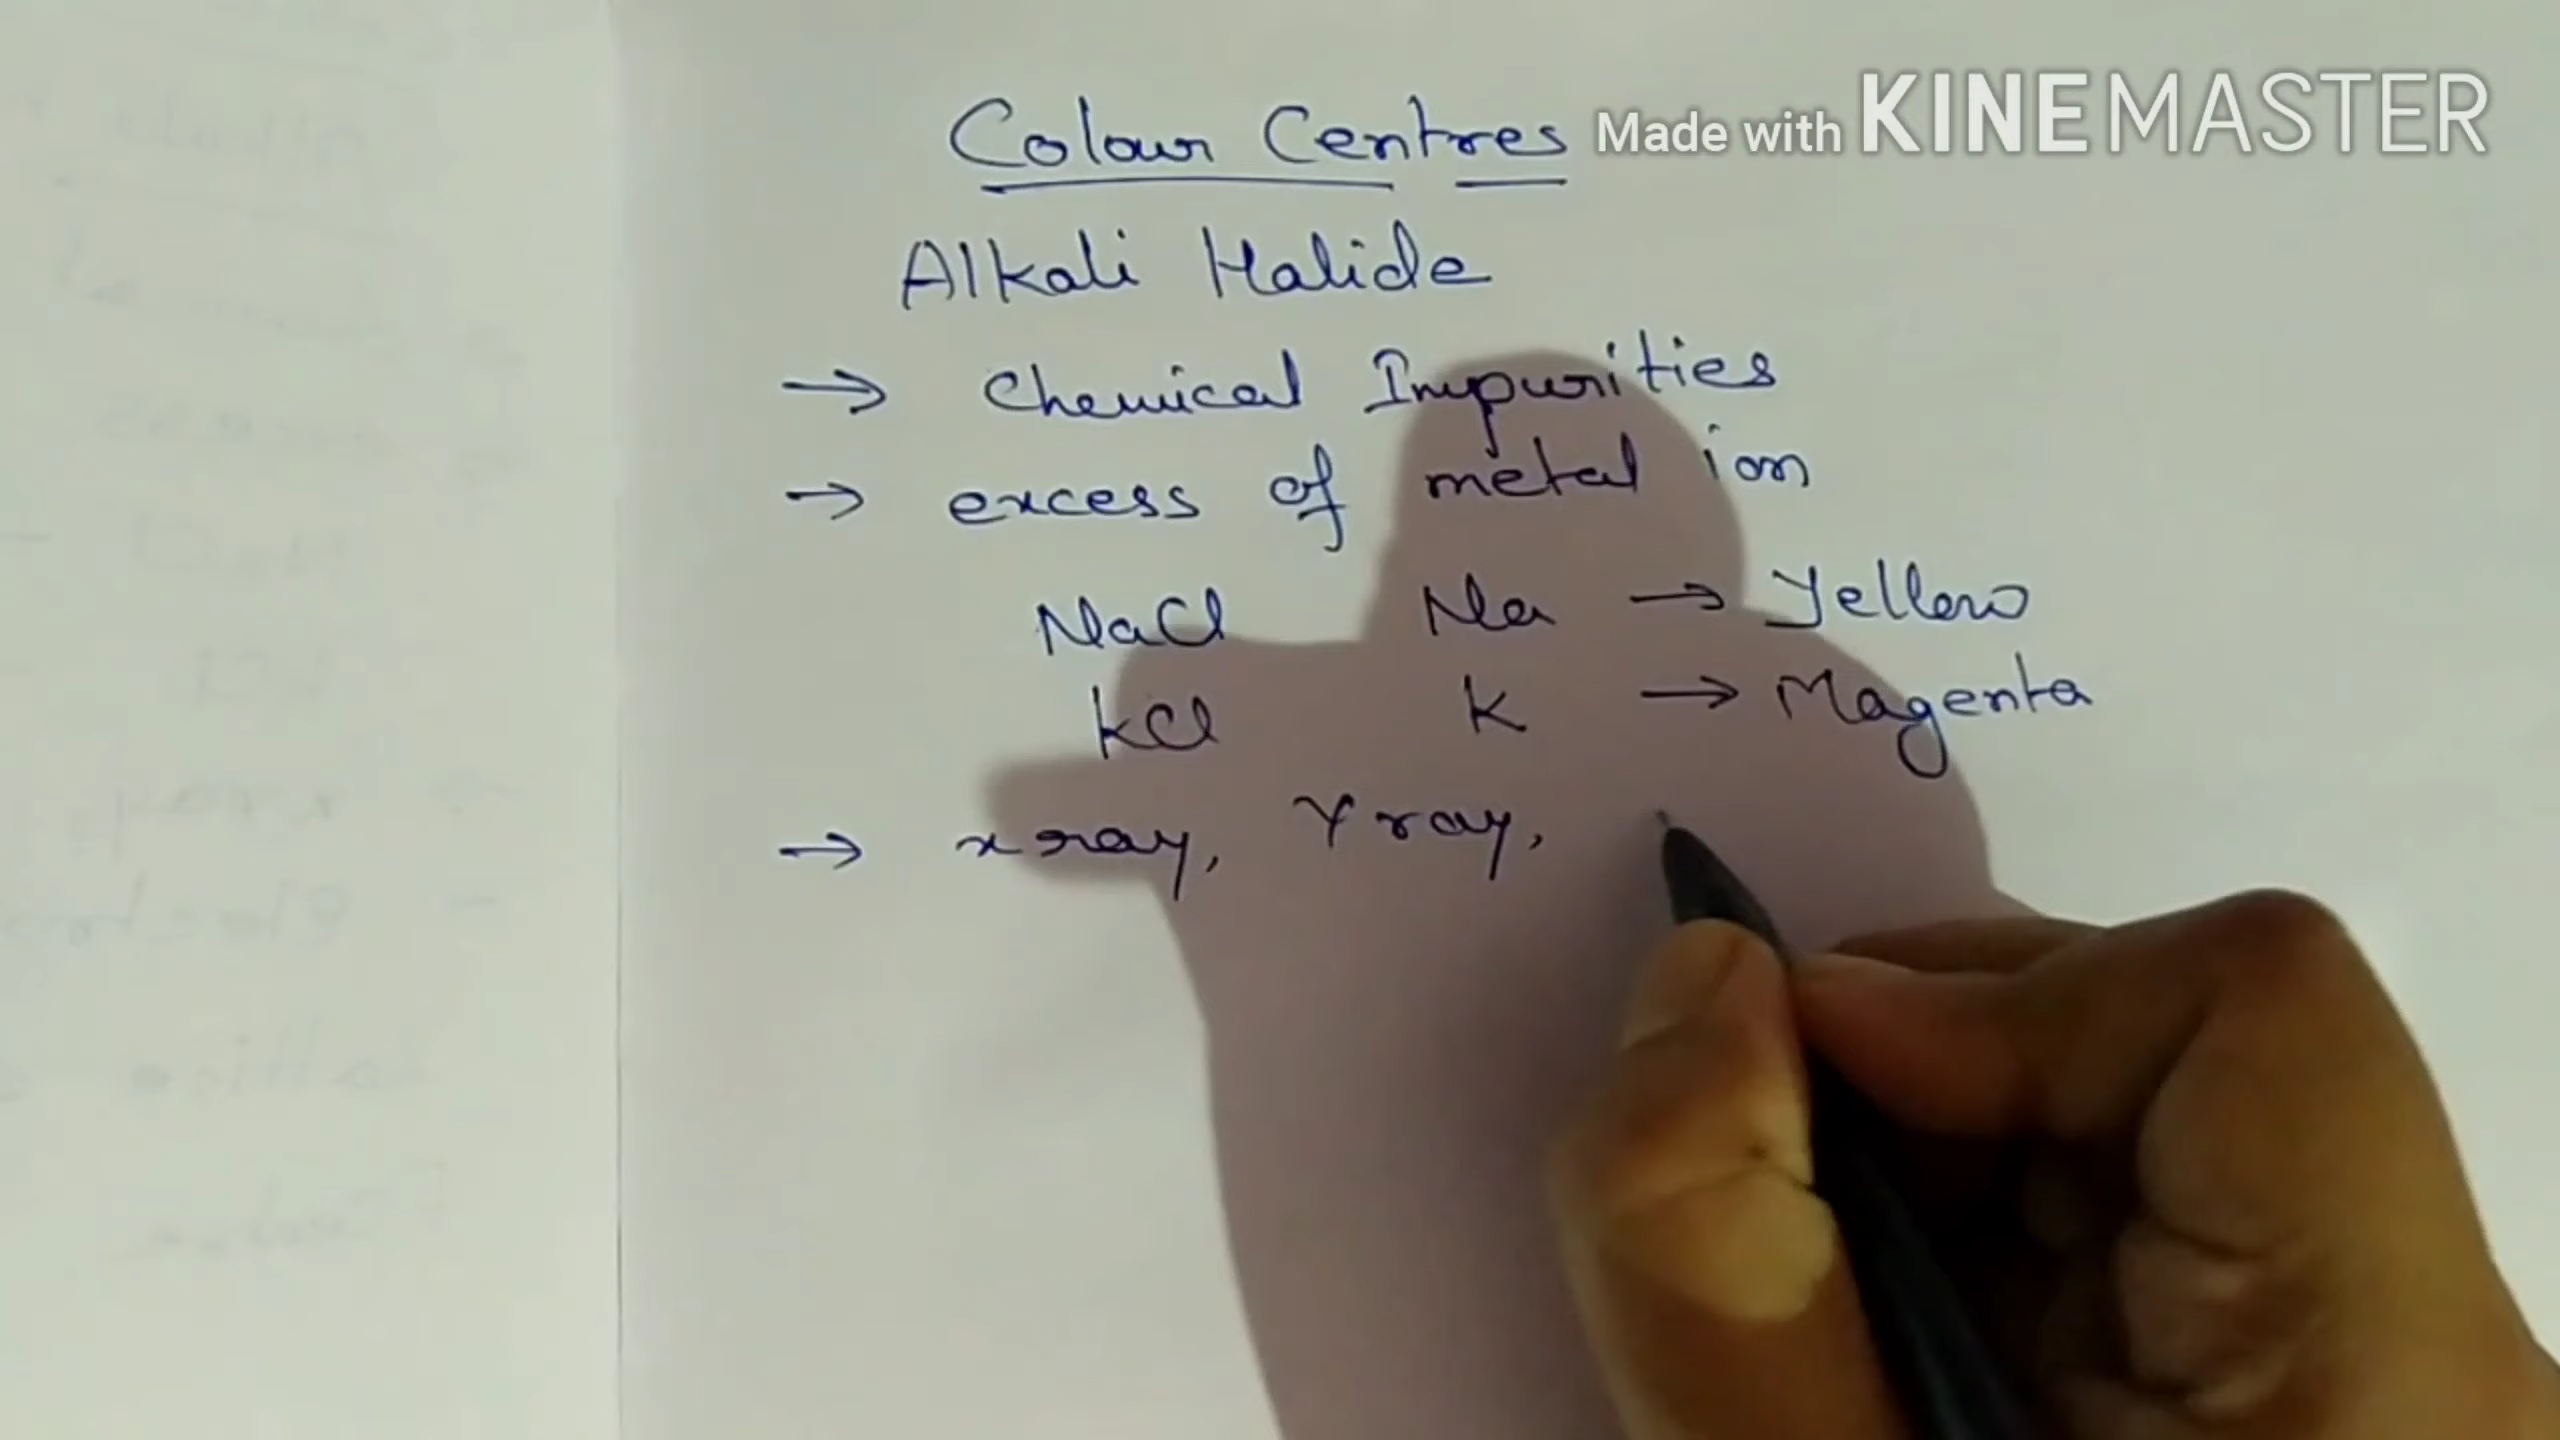 Colour Centres
Made with KINEMASTER
Alkali Halide
→ Chemical Impurities
→ excess of metal ion
NaCl Na → Yellow
KCl K → Magenta
→ x ray, γ ray,